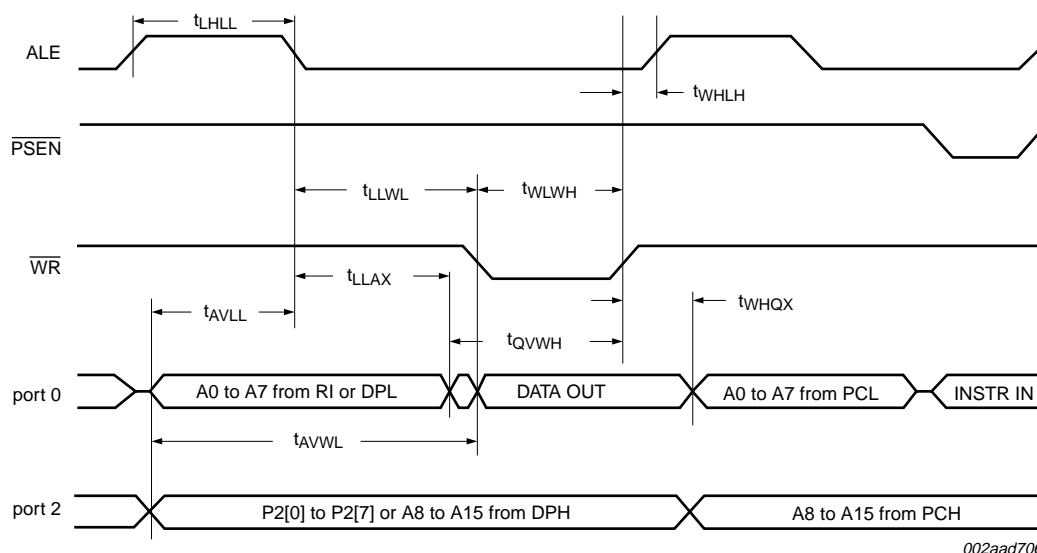 tLHLL
ALE
tWHLH
PSEN
tLLWL
tWLWH
WR
tLLAX
tAVLL
tWHQX
tQVWH
port 0
A0 to A7 from RI or DPL
DATA OUT
A0 to A7 from PCL
INSTR IN
tAVWL
port 2
P2[0] to P2[7] or A8 to A15 from DPH
A8 to A15 from PCH